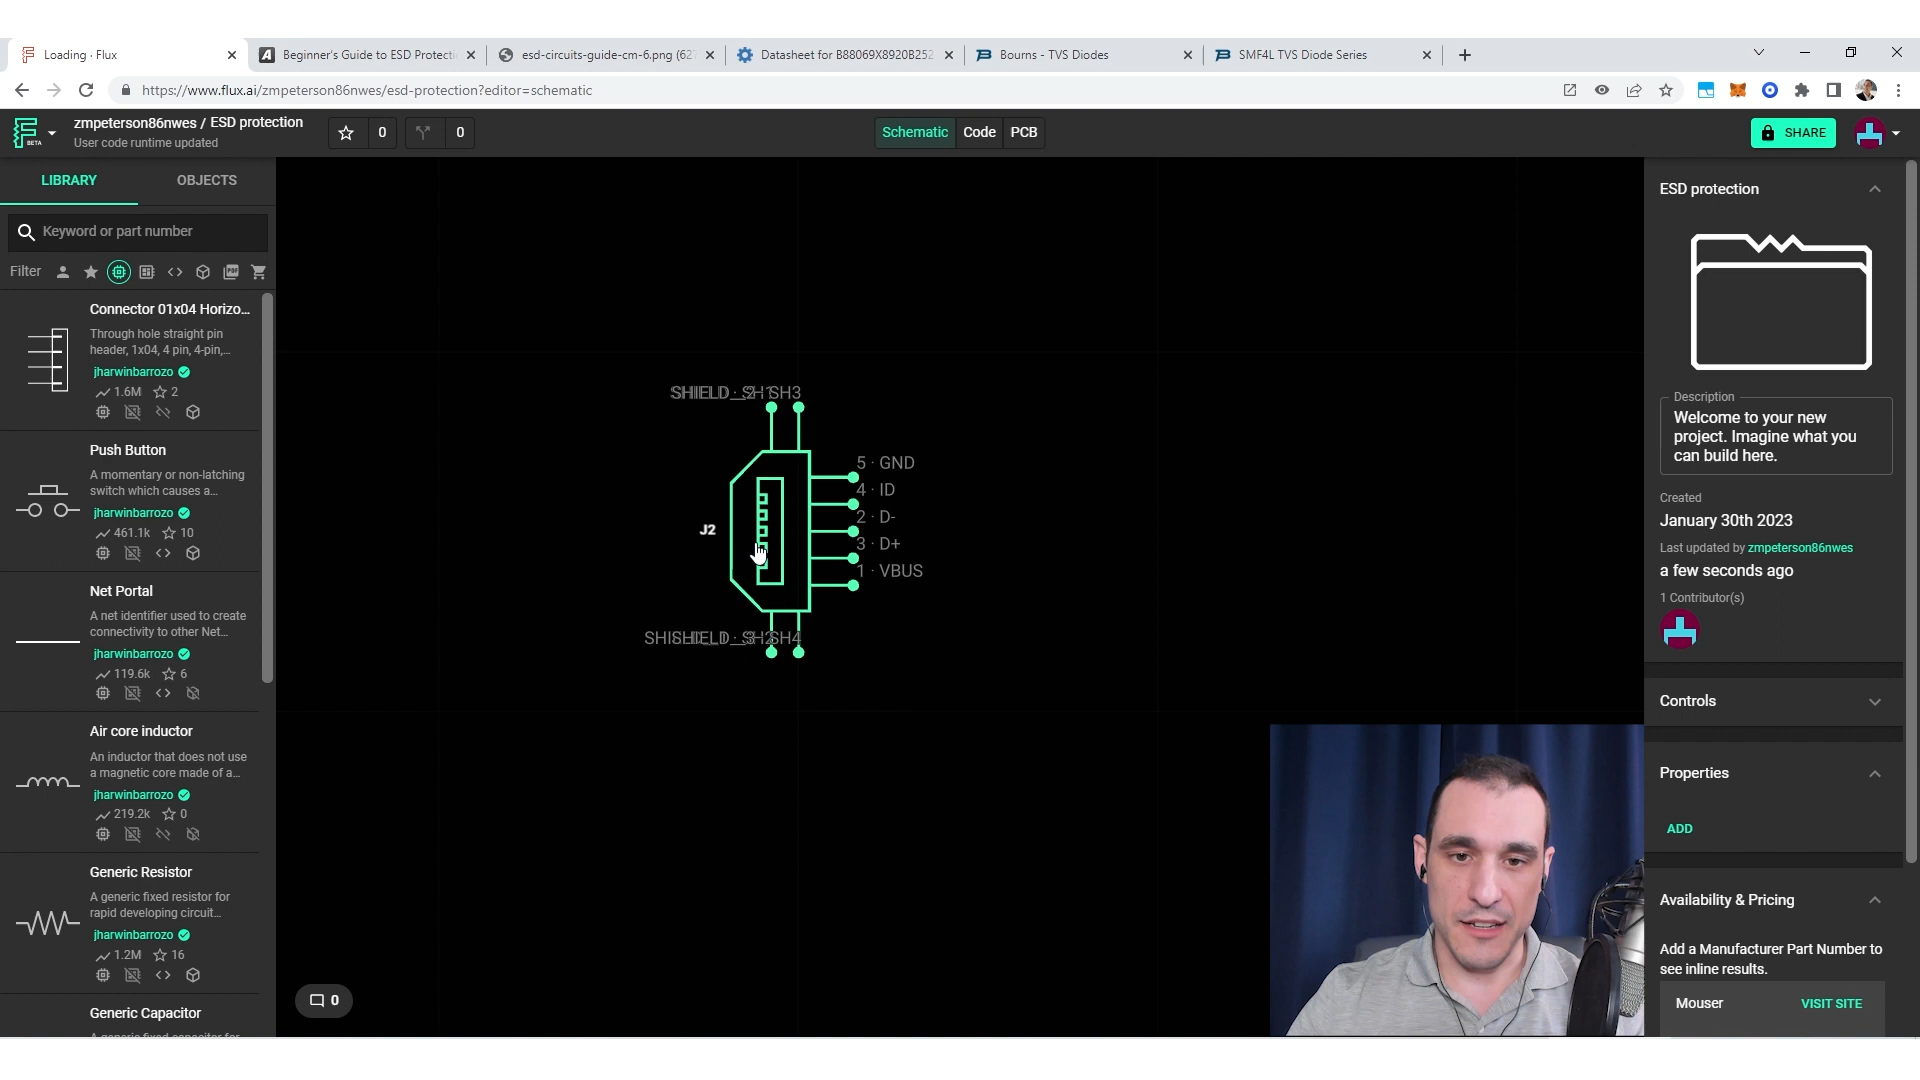 Loading · Flux
Beginner's Guide to ESD Protecti
esd-circuits-guide-cm-6.png (627
Datasheet for B88069X8920B252
Bourns - TVS Diodes
SMF4L TVS Diode Series
https://www.flux.ai/zmpeterson86nwes/esd-protection?editor=schematic
BETA
zmpeterson86nwes / ESD protection
User code runtime updated
0
0
Schematic
Code
PCB
SHARE
LIBRARY
OBJECTS
Keyword or part number
Filter
Connector 01x04 Horizo...
Through hole straight pin
header, 1x04, 4 pin, 4-pin,...
jharwinbarrozo
1.6M
2
Push Button
A momentary or non-latching
switch which causes a...
jharwinbarrozo
461.1k
10
Net Portal
A net identifier used to create
connectivity to other Net...
jharwinbarrozo
119.6k
6
Air core inductor
An inductor that does not use
a magnetic core made of a...
jharwinbarrozo
219.2k
0
Generic Resistor
A generic fixed resistor for
rapid developing circuit...
jharwinbarrozo
1.2M
16
Generic Capacitor
A generic fixed capacitor for
SH3
5 · GND
4 · ID
2 · D-
3 · D+
1 · VBUS
J2
SH4
0
ESD protection
Description
Welcome to your new
project. Imagine what you
can build here.
Created
January 30th 2023
Last updated by zmpeterson86nwes
a few seconds ago
1 Contributor(s)
Controls
Properties
ADD
Availability & Pricing
Add a Manufacturer Part Number to
see inline results.
Mouser
VISIT SITE